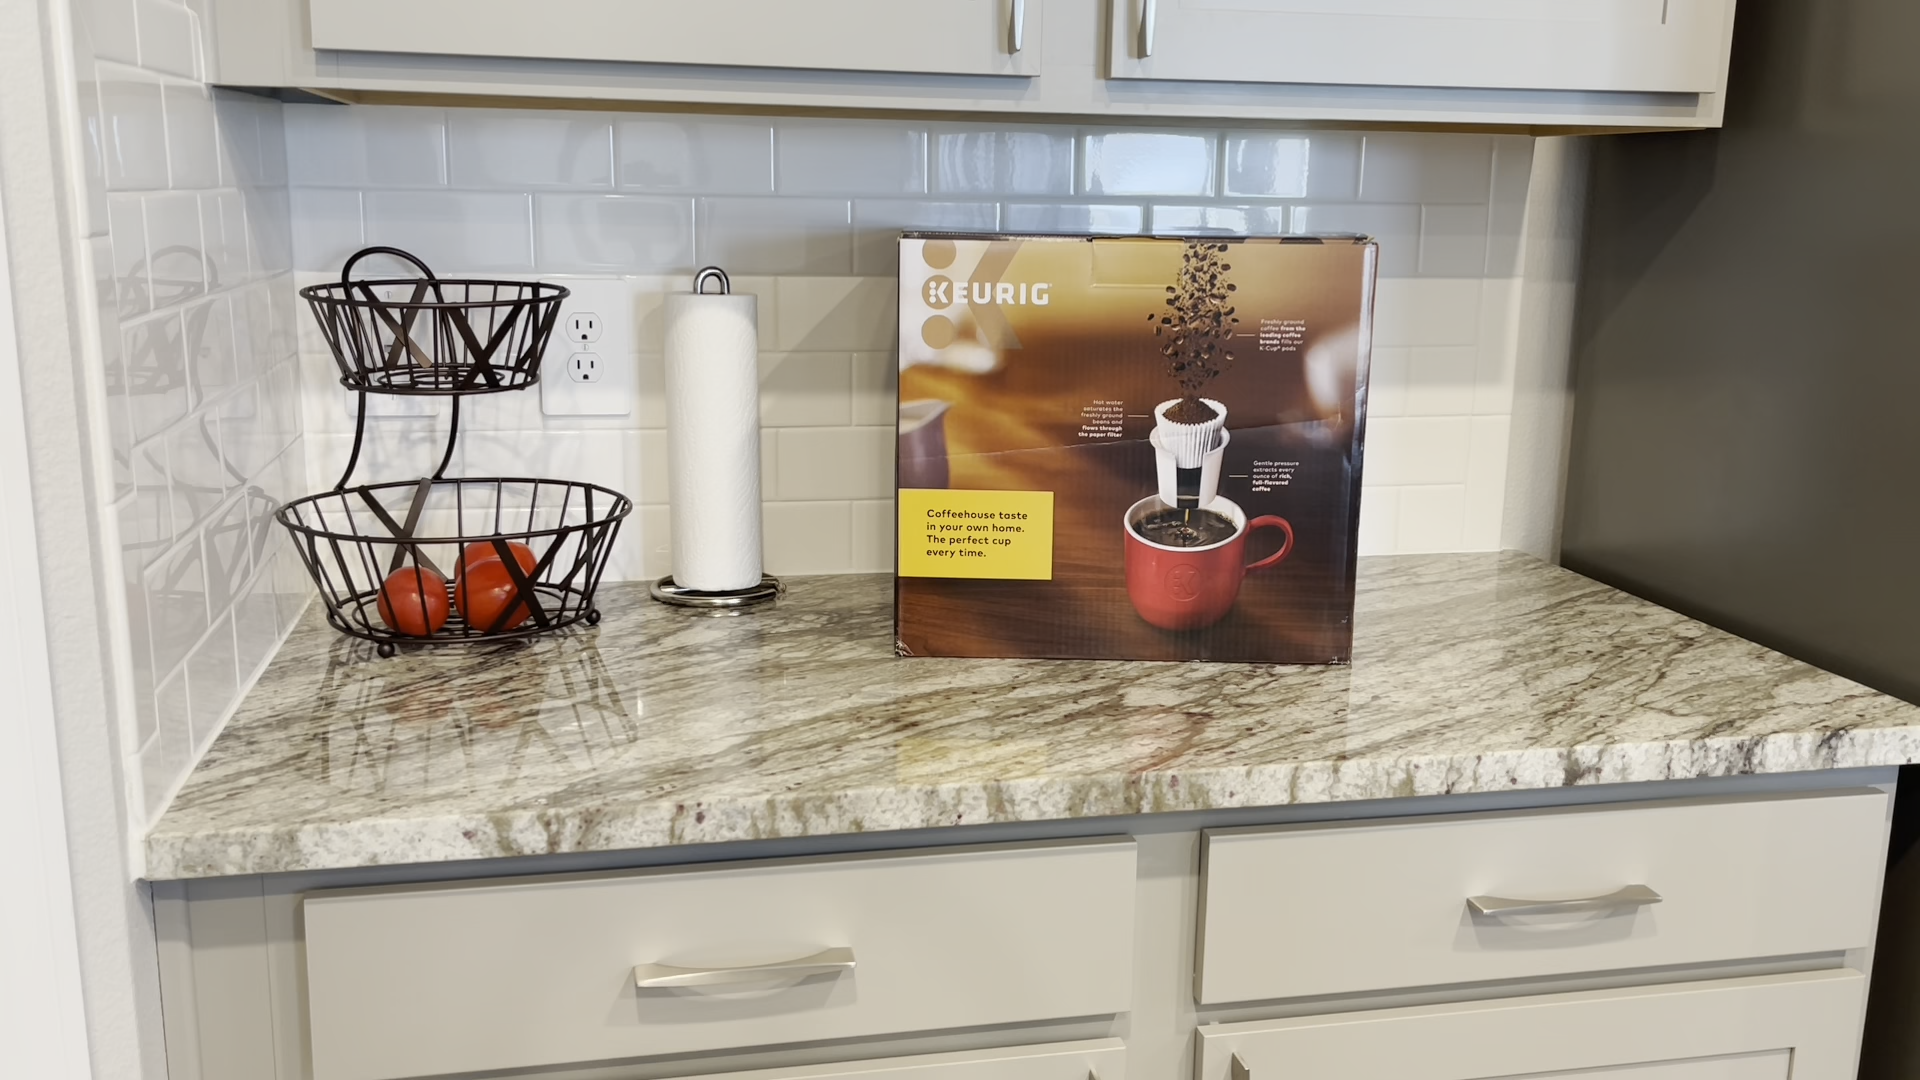 KEURIG
Freshly ground
coffee from the
leading coffee
brands fills our
K-Cup® pods
Hot water
saturates the
freshly ground
beans and
flows through
the paper filter
Gentle pressure
extracts every
ounce of rich,
full-flavored
coffee
Coffeehouse taste
in your own home.
The perfect cup
every time.